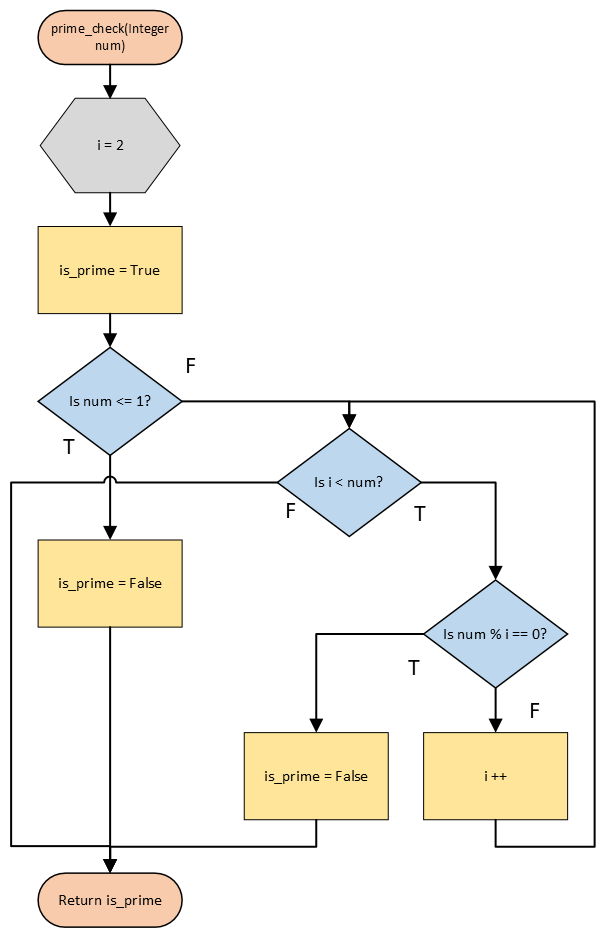 prime_check(Integer
num)
i = 2
is_prime = True
Is num <= 1?
F
T
Is i < num?
F
T
is_prime = False
Is num % i == 0?
T
F
is_prime = False
i ++
Return is_prime